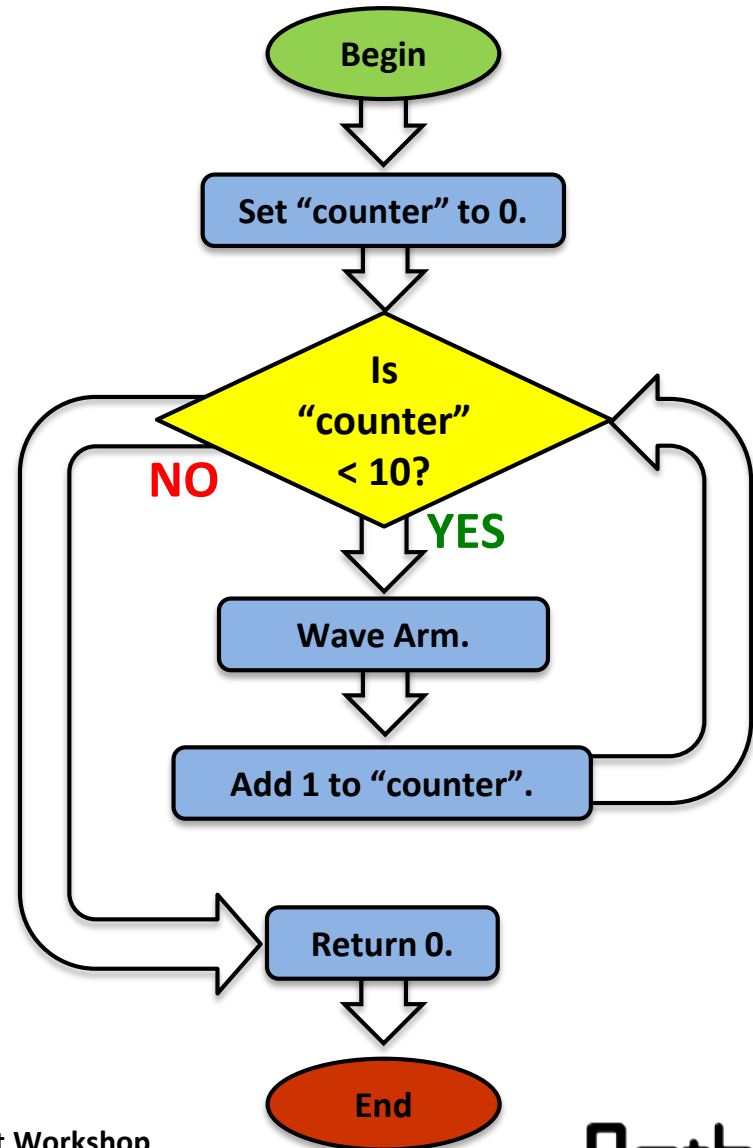 Begin
Set “counter” to 0.
Is
“counter”
< 10?
NO
YES
Wave Arm.
Add 1 to “counter”.
Return 0.
End
Workshop